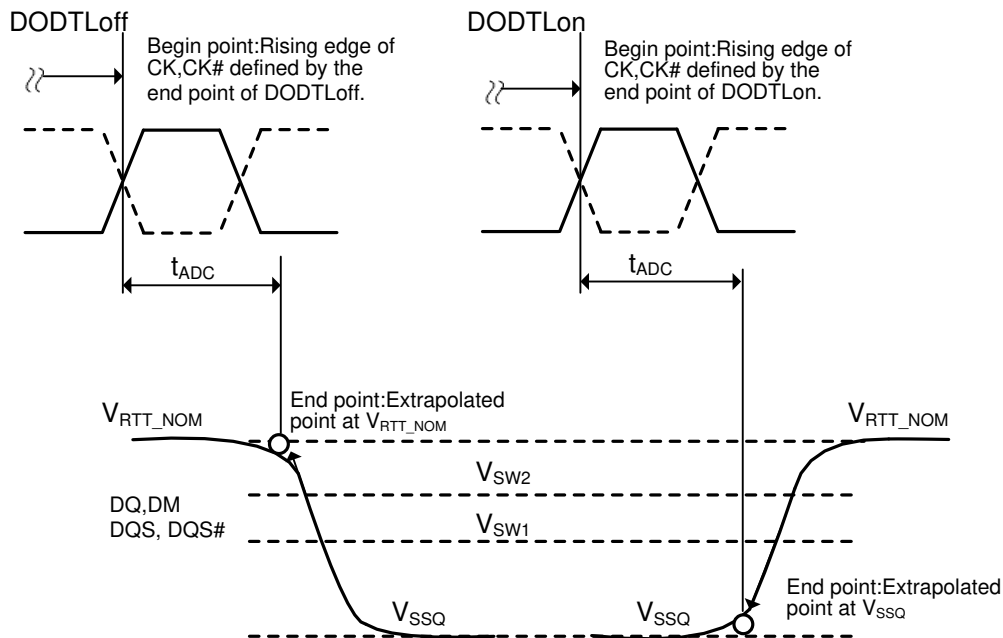 DODTLoff
Begin point:Rising edge of
CK,CK# defined by the
end point of DODTLoff.
DODTLon
Begin point:Rising edge of
CK,CK# defined by the
end point of DODTLon.
tADC
tADC
VRTT_NOM
End point:Extrapolated
point at VRTT_NOM
VRTT_NOM
VSW2
DQ,DM
DQS, DQS#
VSW1
VSSQ
VSSQ
End point:Extrapolated
point at VSSQ